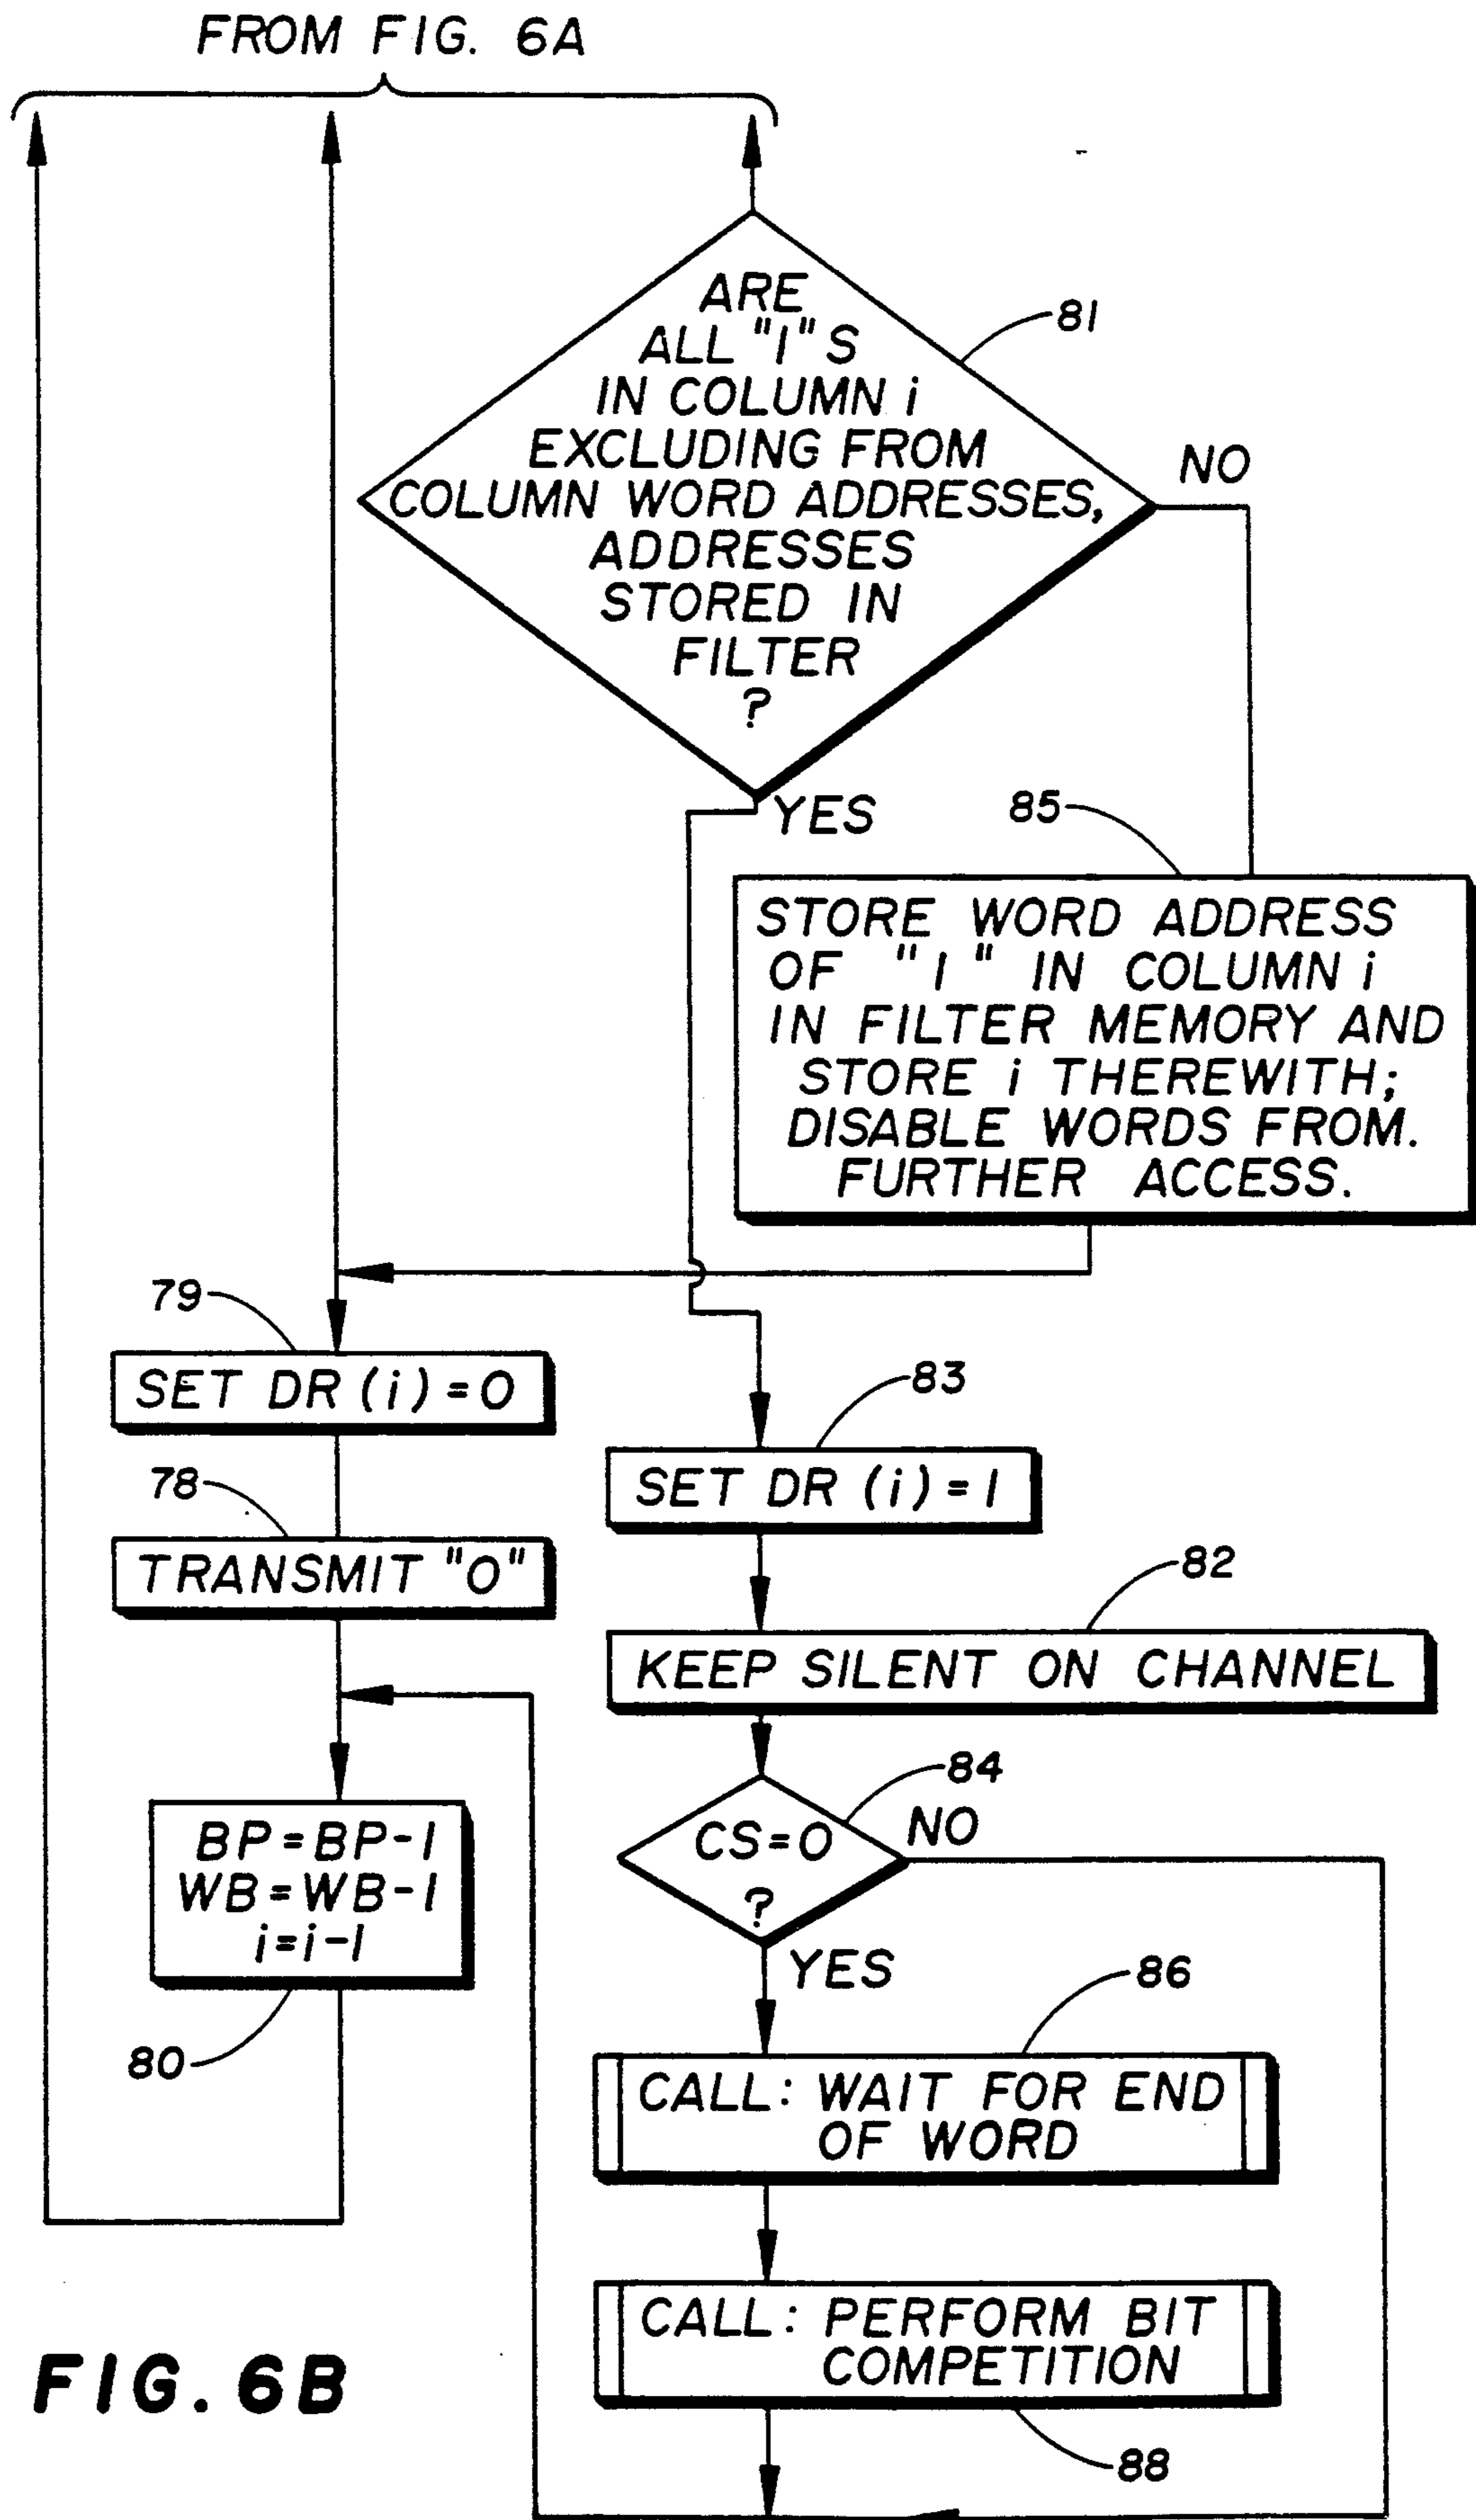 FROM FIG. 6A
ARE
ALL "1"S
IN COLUMN i
EXCLUDING FROM
COLUMN WORD ADDRESSES,
ADDRESSES
STORED IN
FILTER
?
81
NO
YES
85
STORE WORD ADDRESS
OF "1" IN COLUMN i
IN FILTER MEMORY AND
STORE i THEREWITH;
DISABLE WORDS FROM.
FURTHER ACCESS.
79
SET DR (i) = 0
83
SET DR (i) = 1
78
TRANSMIT "0"
82
KEEP SILENT ON CHANNEL
84
CS=0
?
NO
YES
BP=BP-1
WB=WB-1
i=i-1
80
86
CALL: WAIT FOR END
OF WORD
CALL: PERFORM BIT
COMPETITION
88
FIG. 6B